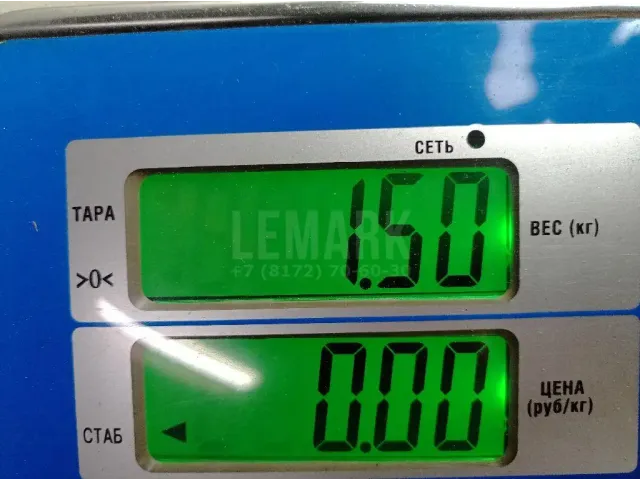 СЕТЬ
ТАРА
1.50
ВЕС (кг)
LEMARK
+7 (8172) 70-60-30
>0<
0.00
ЦЕНА
(руб/кг)
СТАБ